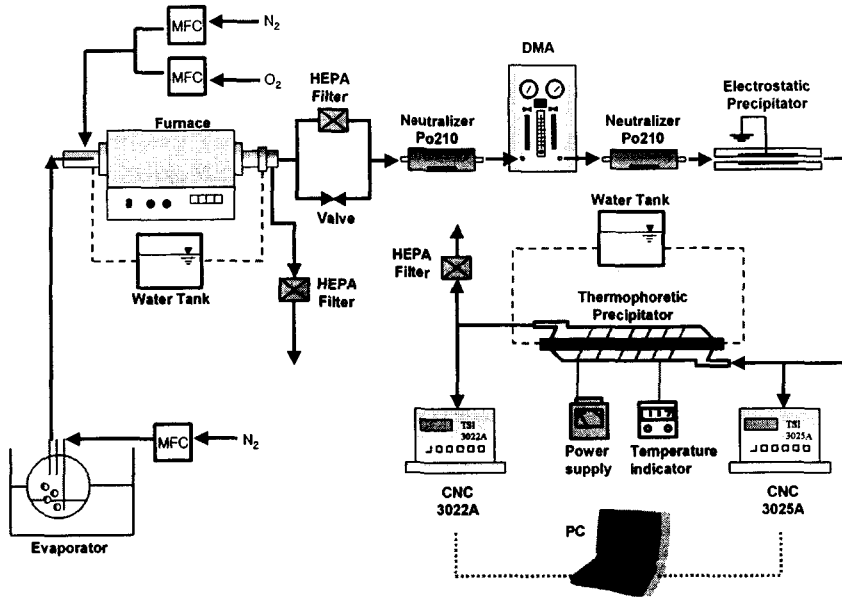 MFC
N2
MFC
O2
Furnace
HEPA
Filter
Valve
Neutralizer
Po210
DMA
Neutralizer
Po210
Electrostatic
Precipitator
Water Tank
HEPA
Filter
HEPA
Filter
Water Tank
Thermophoretic
Precipitator
MFC
N2
Evaporator
TSI
3022A
CNC
3022A
Power
supply
Temperature
indicator
TSI
3025A
CNC
3025A
PC